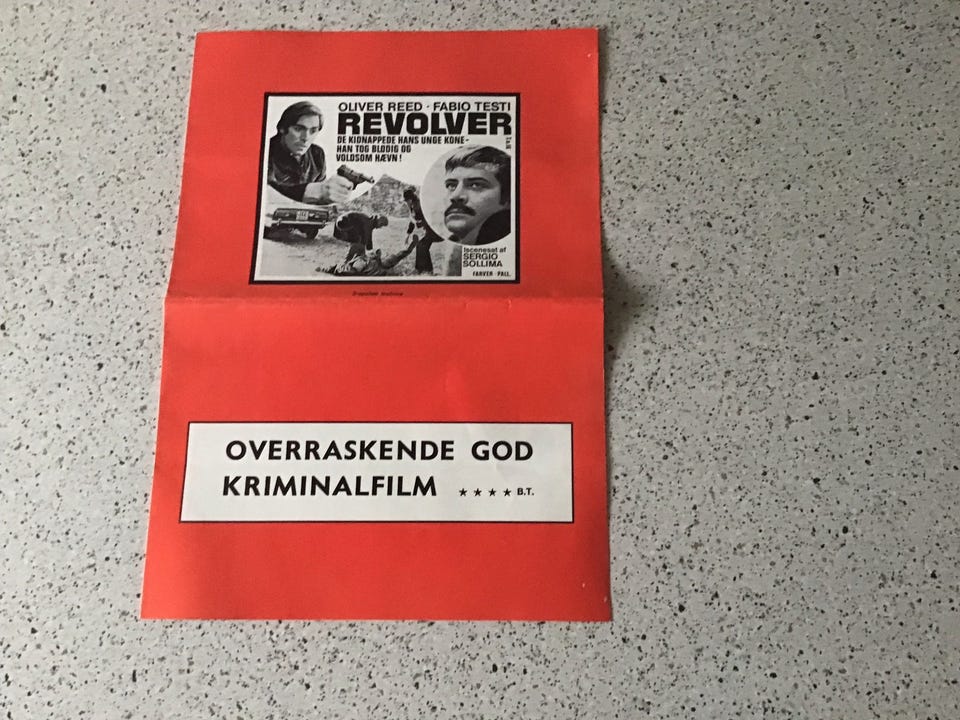 OLIVER REED · FABIO TESTI
REVOLVER
DE KIDNAPPEDE HANS UNGE KONE-
HAN TOG BLODIG OG
VOLDSOM HÆVN!
Iscenesat af
SERGIO
SOLLIMA
FARVER PALL.
OVERRASKENDE GOD
KRIMINALFILM ★★★★ B.T.